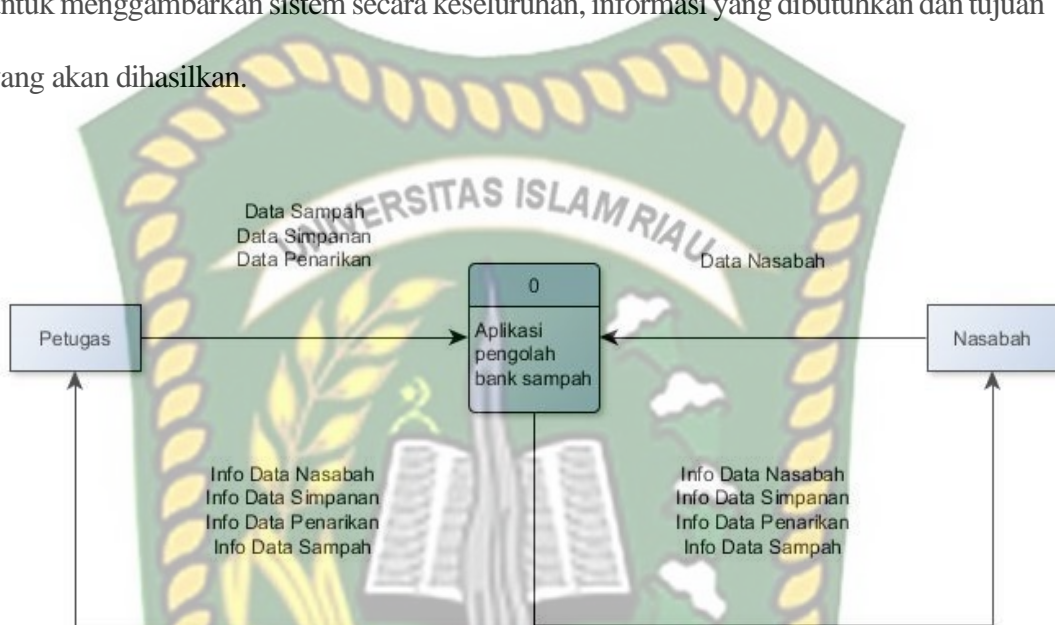 untuk menggambarkan sistem secara keseluruhan, informasi yang dibutuhkan dan tujuan
yang akan dihasilkan.
UNIVERSITAS ISLAM RIAU
Data Sampah
Data Simpanan
Data Penarikan
Data Nasabah
0
Petugas
Aplikasi
pengolah
bank sampah
Nasabah
Info Data Nasabah
Info Data Simpanan
Info Data Penarikan
Info Data Sampah
Info Data Nasabah
Info Data Simpanan
Info Data Penarikan
Info Data Sampah